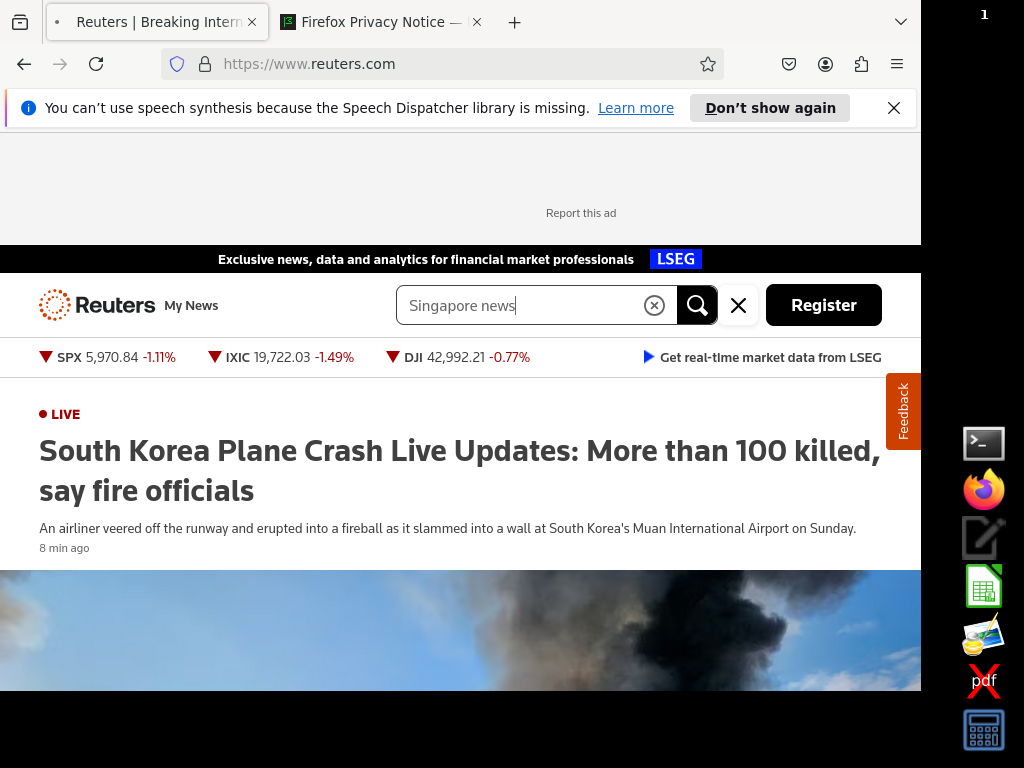 1
Reuters | Breaking Intern
Firefox Privacy Notice —
https://www.reuters.com
You can't use speech synthesis because the Speech Dispatcher library is missing. Learn more Don't show again
Report this ad
Exclusive news, data and analytics for financial market professionals LSEG
Reuters My News Singapore news Register
SPX 5,970.84 -1.11% IXIC 19,722.03 -1.49% DJI 42,992.21 -0.77% Get real-time market data from LSEG
Feedback
LIVE
South Korea Plane Crash Live Updates: More than 100 killed,
say fire officials
An airliner veered off the runway and erupted into a fireball as it slammed into a wall at South Korea's Muan International Airport on Sunday.
8 min ago
pdf